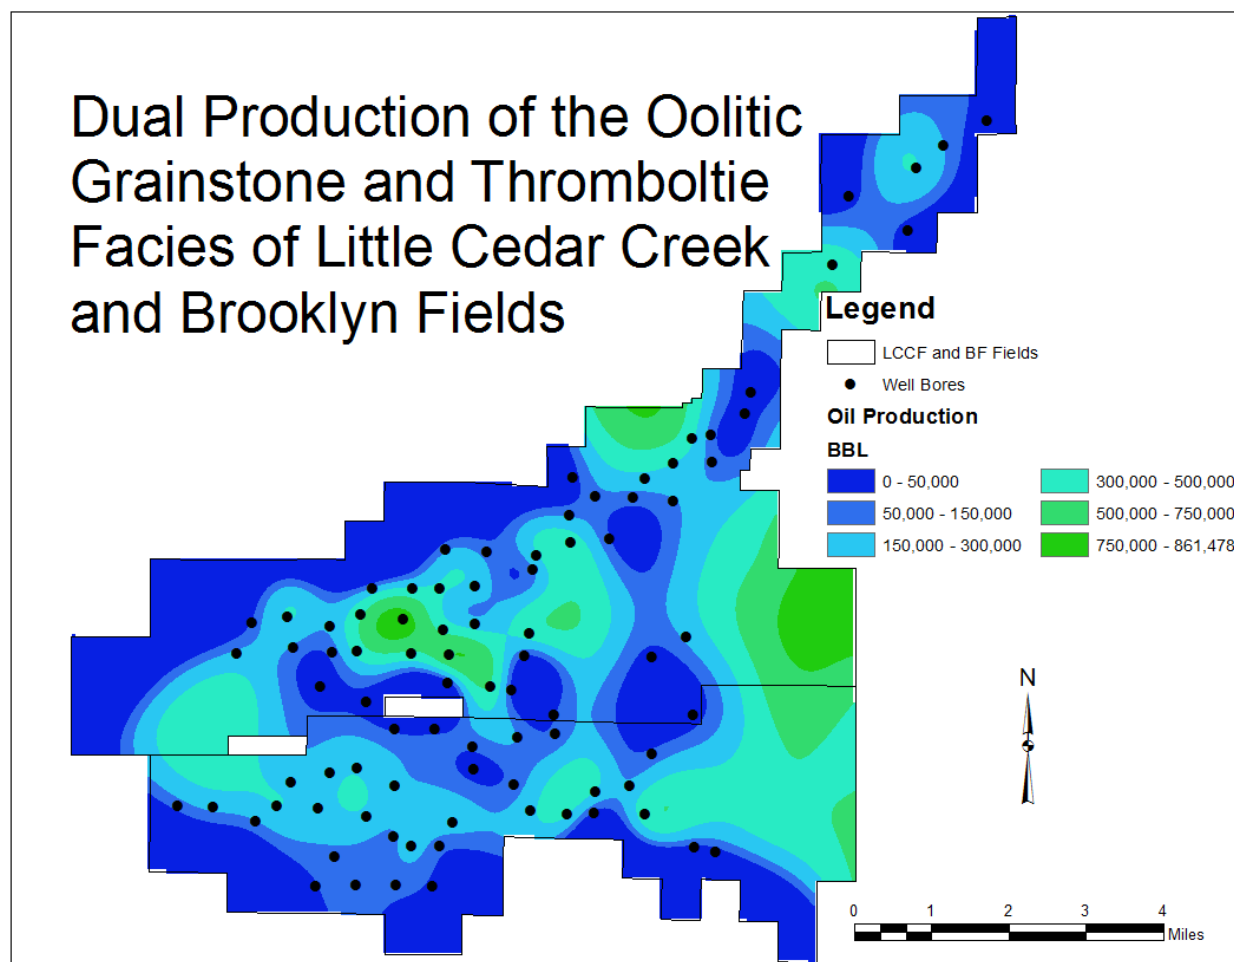 Dual Production of the Oolitic
Grainstone and Thromboltie
Facies of Little Cedar Creek
and Brooklyn Fields
Legend
LCCF and BF Fields
Well Bores
Oil Production
BBL
0 - 50,000
300,000 - 500,000
50,000 - 150,000
500,000 - 750,000
150,000 - 300,000
750,000 - 861,478
N
0 1 2 3 4
Miles